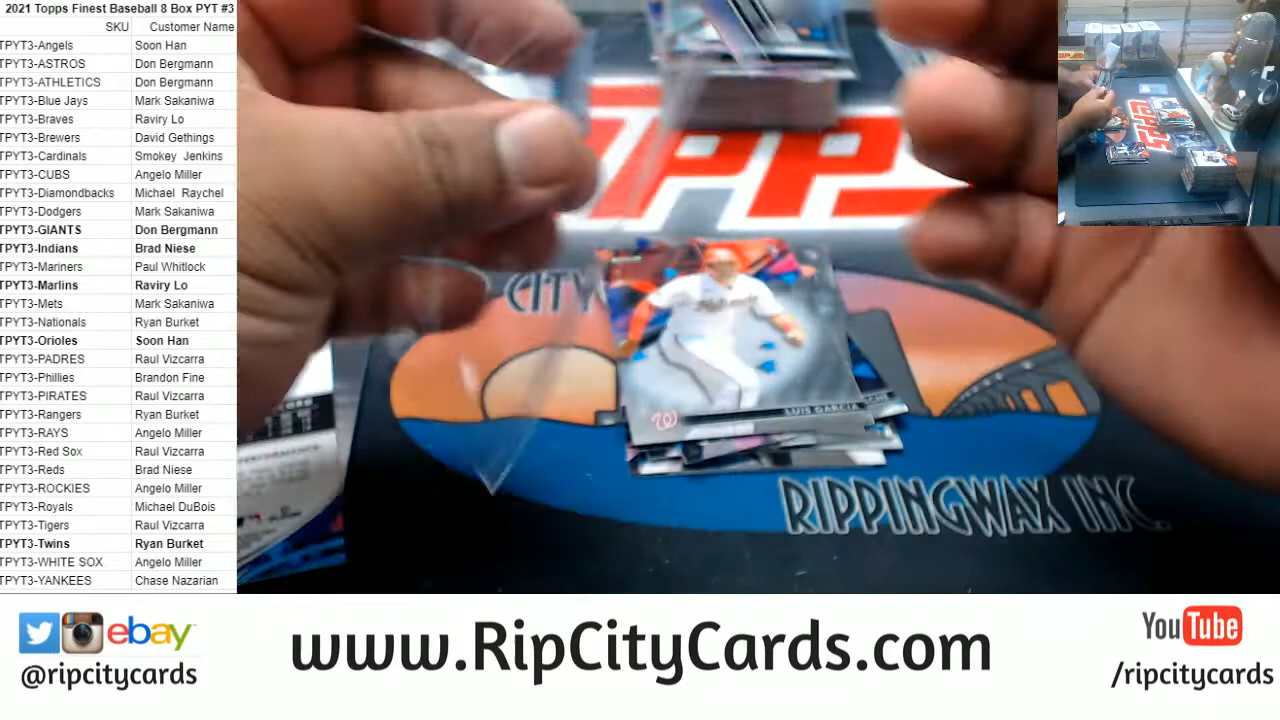 2021 Topps Finest Baseball 8 Box PYT #3
SKU Customer Name
TPYT3-Angels Soon Han
TPYT3-ASTROS Don Bergmann
TPYT3-ATHLETICS Don Bergmann
TPYT3-Blue Jays Mark Sakaniwa
TPYT3-Braves Raviry Lo
TPYT3-Brewers David Gethings
TPYT3-Cardinals Smokey Jenkins
TPYT3-CUBS Angelo Miller
TPYT3-Diamondbacks Michael Raychel
TPYT3-Dodgers Mark Sakaniwa
TPYT3-GIANTS Don Bergmann
TPYT3-Indians Brad Niese
TPYT3-Mariners Paul Whitlock
TPYT3-Marlins Raviry Lo
TPYT3-Mets Mark Sakaniwa
TPYT3-Nationals Ryan Burket
TPYT3-Orioles Soon Han
TPYT3-PADRES Raul Vizcarra
TPYT3-Phillies Brandon Fine
TPYT3-PIRATES Raul Vizcarra
TPYT3-Rangers Ryan Burket
TPYT3-RAYS Angelo Miller
TPYT3-Red Sox Raul Vizcarra
TPYT3-Reds Brad Niese
TPYT3-ROCKIES Angelo Miller
TPYT3-Royals Michael DuBois
TPYT3-Tigers Raul Vizcarra
TPYT3-Twins Ryan Burket
TPYT3-WHITE SOX Angelo Miller
TPYT3-YANKEES Chase Nazarian
CITY
LUIS GARCIA
W
RIPPINGWAX INC.
ebay
@ripcitycards
www.RipCityCards.com
YouTube
/ripcitycards